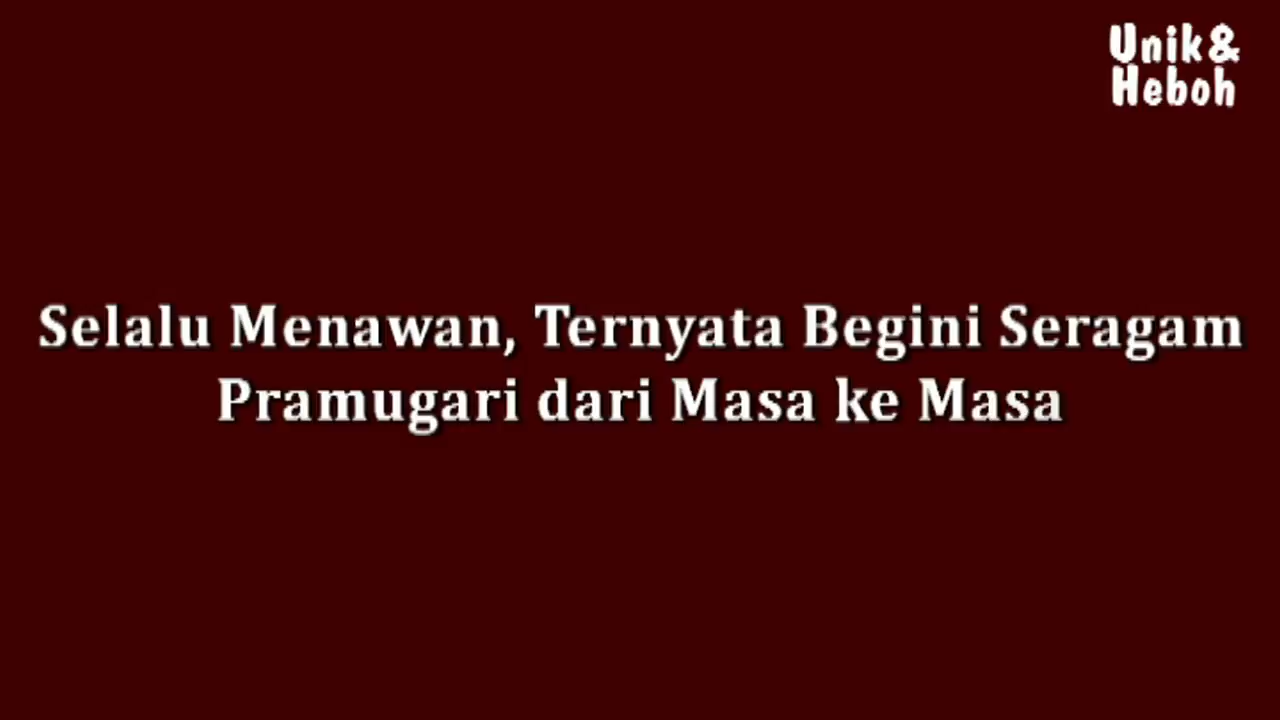 Unik&
Heboh
Selalu Menawan, Ternyata Begini Seragam
Pramugari dari Masa ke Masa